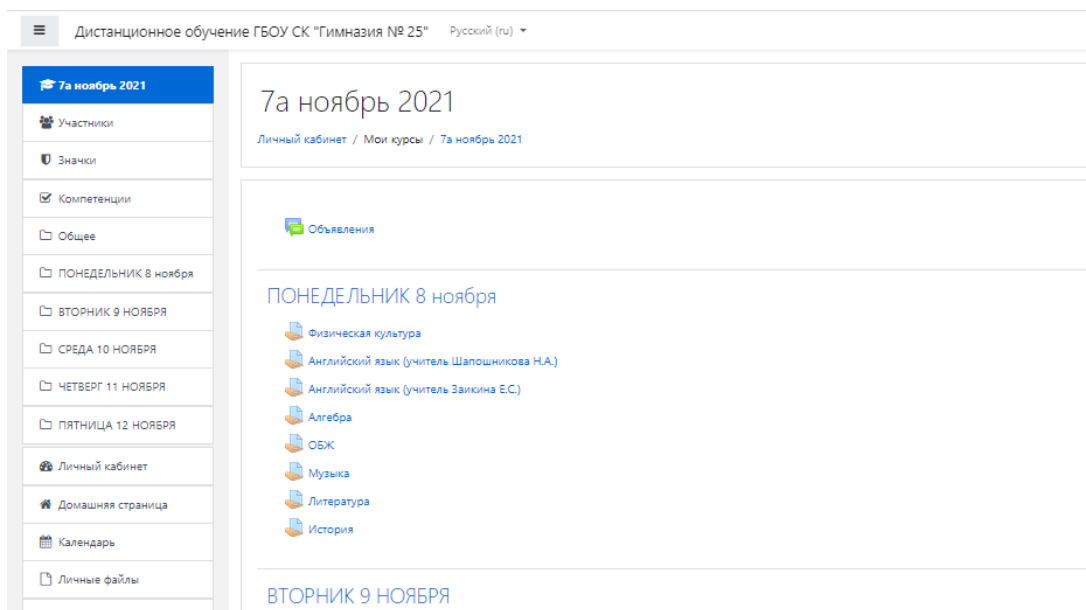 Дистанционное обучение ГБОУ СК "Гимназия № 25" Русский (ru)
7а ноябрь 2021
Участники
Значки
Компетенции
Общее
ПОНЕДЕЛЬНИК 8 ноября
ВТОРНИК 9 НОЯБРЯ
СРЕДА 10 НОЯБРЯ
ЧЕТВЕРГ 11 НОЯБРЯ
ПЯТНИЦА 12 НОЯБРЯ
Личный кабинет
Домашняя страница
Календарь
Личные файлы
7а ноябрь 2021
Личный кабинет / Мои курсы / 7а ноябрь 2021
Объявления
ПОНЕДЕЛЬНИК 8 ноября
Физическая культура
Английский язык (учитель Шапошникова Н.А.)
Английский язык (учитель Заикина Е.С.)
Алгебра
ОБЖ
Музыка
Литература
История
ВТОРНИК 9 НОЯБРЯ